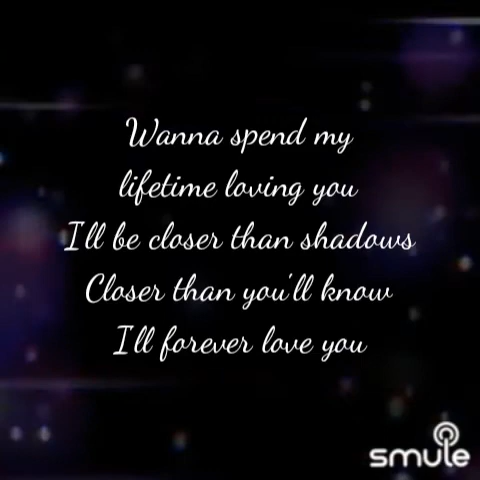 Wanna spend my
lifetime loving you
I'll be closer than shadows
Closer than you'll know
I'll forever love you
smule